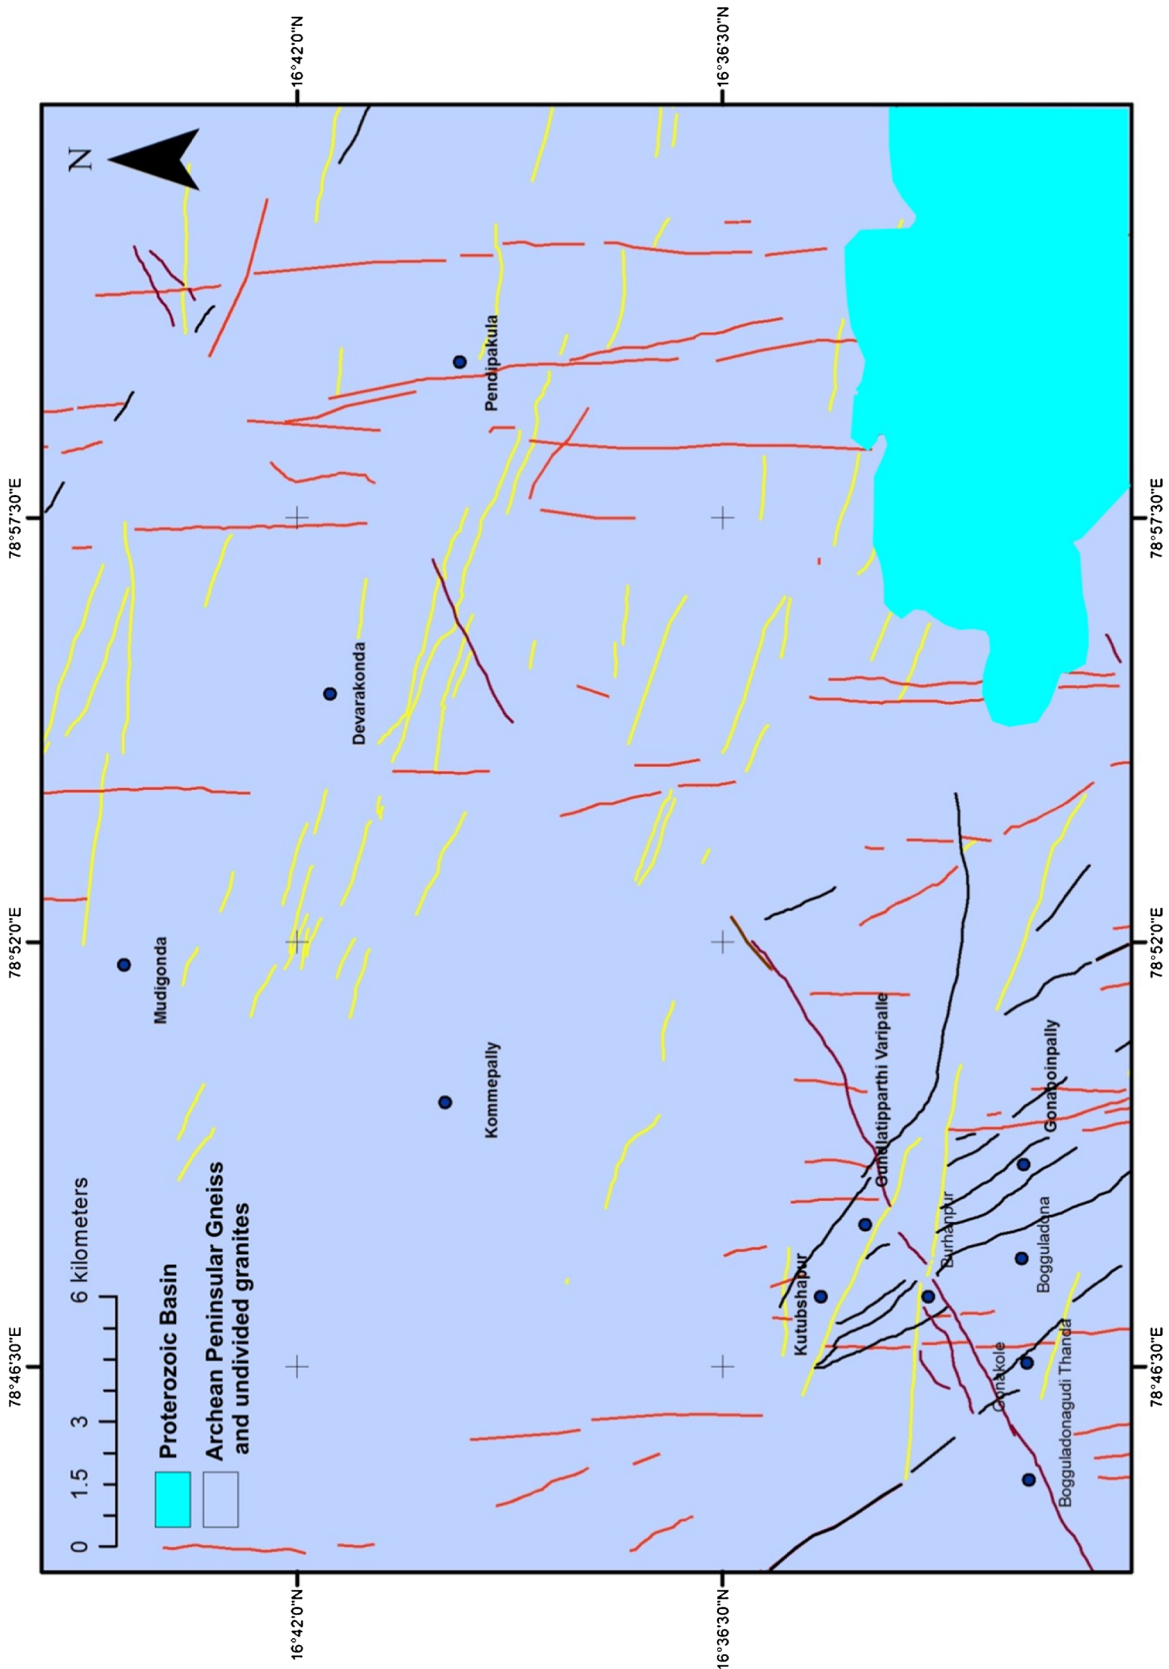 16°42'0"N
16°36'30"N
N
Pendipakula
78°57'30"E
78°57'30"E
Devarakonda
Mudigonda
78°52'0"E
78°52'0"E
Kommepally
Gundlatipparthi Varipalle
Gonaboinpally
Burhanpur
Bogguladona
Kutubshapur
Gonakole
Bogguladonagudi Thanda
78°46'30"E
78°46'30"E
0 1.5 3 6 kilometers
Proterozoic Basin
Archean Peninsular Gneiss
and undivided granites
16°42'0"N
16°36'30"N